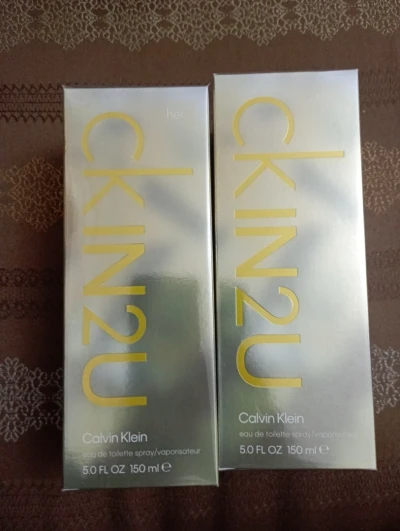 her
ckIN2U
Calvin Klein
eau de toilette spray/vaporisateur
5.0 FL OZ 150 ml ℮
ckIN2U
Calvin Klein
eau de toilette spray/vaporisateur
5.0 FL OZ 150 ml ℮